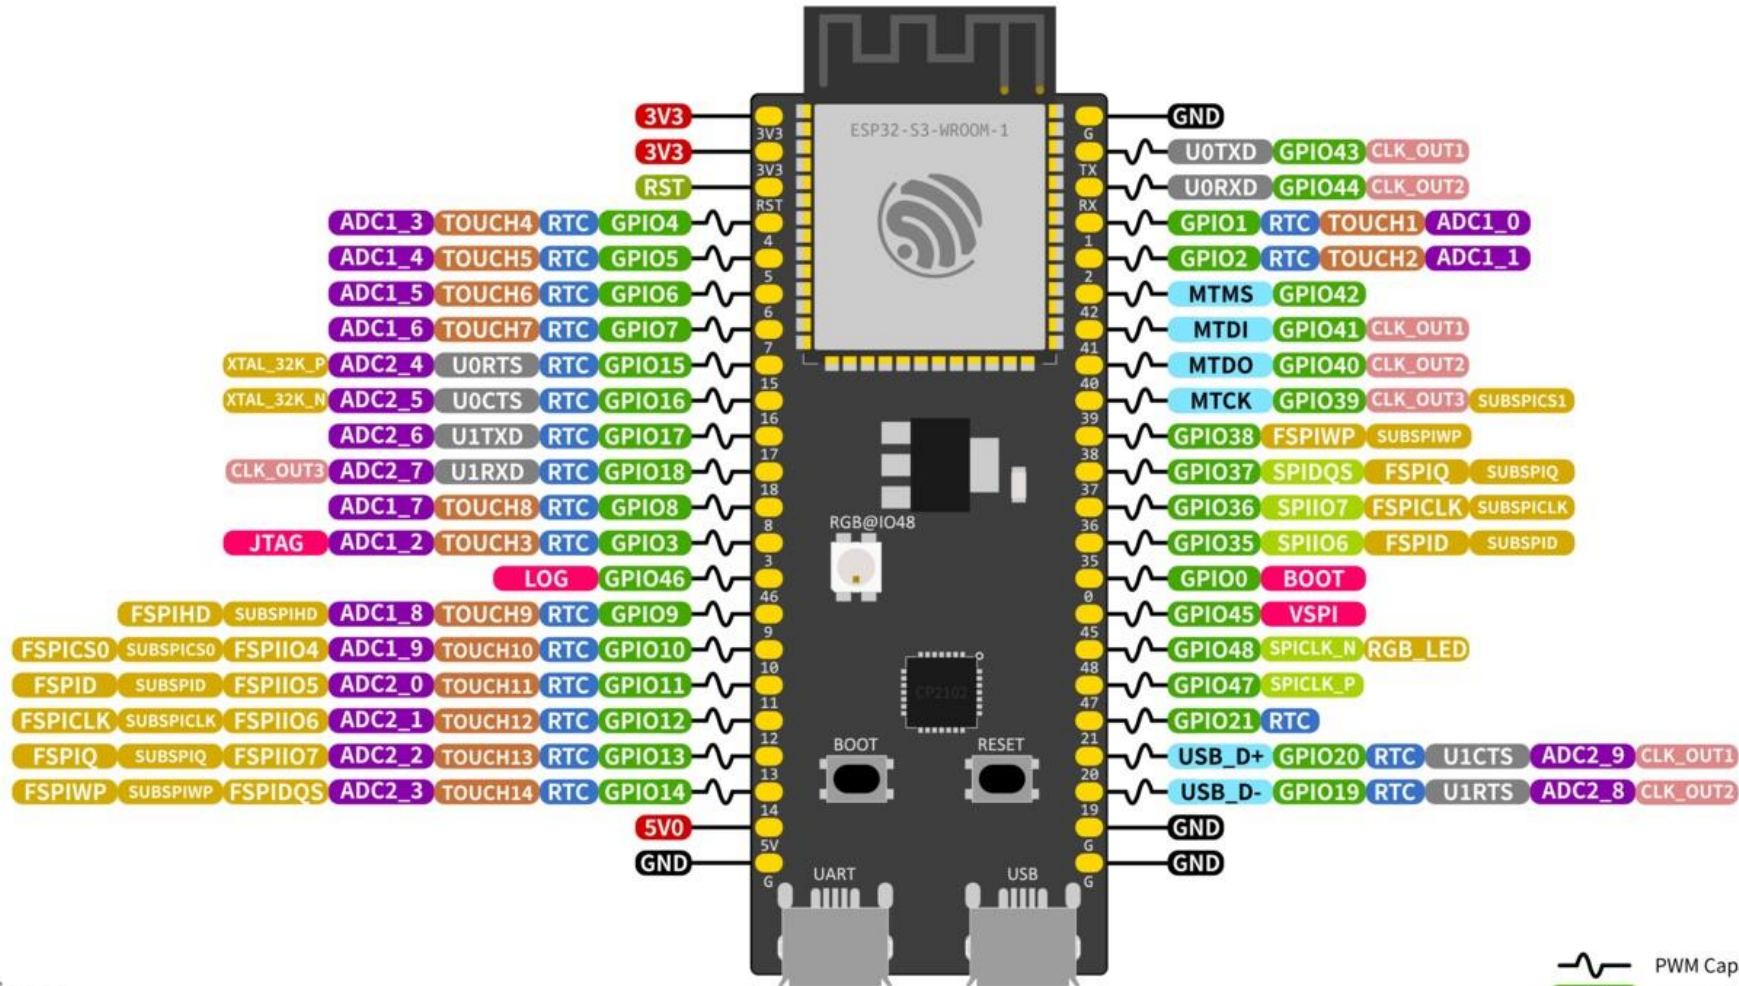 ESP32-S3-WROOM-1
3V3 3V3 G GND
3V3 3V3 TX U0TXD GPIO43 CLK_OUT1
RST RST RX U0RXD GPIO44 CLK_OUT2
ADC1_3 TOUCH4 RTC GPIO4 4 1 GPIO1 RTC TOUCH1 ADC1_0
ADC1_4 TOUCH5 RTC GPIO5 5 2 GPIO2 RTC TOUCH2 ADC1_1
ADC1_5 TOUCH6 RTC GPIO6 6 42 MTMS GPIO42
ADC1_6 TOUCH7 RTC GPIO7 7 41 MTDI GPIO41 CLK_OUT1
XTAL_32K_P ADC2_4 U0RTS RTC GPIO15 15 40 MTDO GPIO40 CLK_OUT2
XTAL_32K_N ADC2_5 U0CTS RTC GPIO16 16 39 MTCK GPIO39 CLK_OUT3 SUBSPICS1
ADC2_6 U1TXD RTC GPIO17 17 38 GPIO38 FSPIWP SUBSPIWP
CLK_OUT3 ADC2_7 U1RXD RTC GPIO18 18 37 GPIO37 SPIDQS FSPIQ SUBSPIQ
ADC1_7 TOUCH8 RTC GPIO8 8 36 GPIO36 SPIIO7 FSPICLK SUBSPICLK
RGB@IO48
JTAG ADC1_2 TOUCH3 RTC GPIO3 3 35 GPIO35 SPIIO6 FSPID SUBSPID
LOG GPIO46 46 0 GPIO0 BOOT
FSPIHD SUBSPIHD ADC1_8 TOUCH9 RTC GPIO9 9 45 GPIO45 VSPI
FSPICS0 SUBSPICS0 FSPIIO4 ADC1_9 TOUCH10 RTC GPIO10 10 48 GPIO48 SPICLK_N RGB_LED
FSPID SUBSPID FSPIIO5 ADC2_0 TOUCH11 RTC GPIO11 11 CP2102 47 GPIO47 SPICLK_P
FSPICLK SUBSPICLK FSPIIO6 ADC2_1 TOUCH12 RTC GPIO12 12 21 GPIO21 RTC
BOOT RESET
FSPIQ SUBSPIQ FSPIIO7 ADC2_2 TOUCH13 RTC GPIO13 13 20 USB_D+ GPIO20 RTC U1CTS ADC2_9 CLK_OUT1
FSPIWP SUBSPIWP FSPIDQS ADC2_3 TOUCH14 RTC GPIO14 14 19 USB_D- GPIO19 RTC U1RTS ADC2_8 CLK_OUT2
5V0 5V G GND
GND G G GND
UART USB
PWM Cap